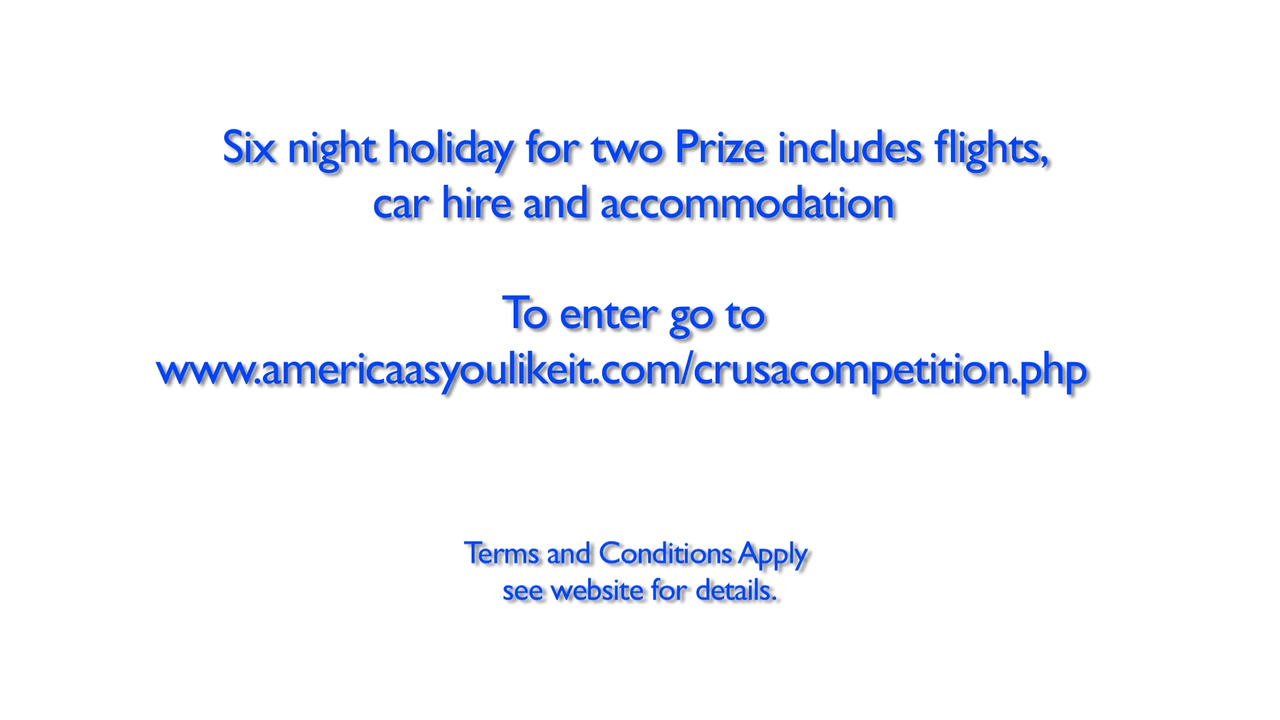 Six night holiday for two Prize includes flights,
car hire and accommodation
To enter go to
www.americaasyoulikeit.com/crusacompetition.php
Terms and Conditions Apply
see website for details.